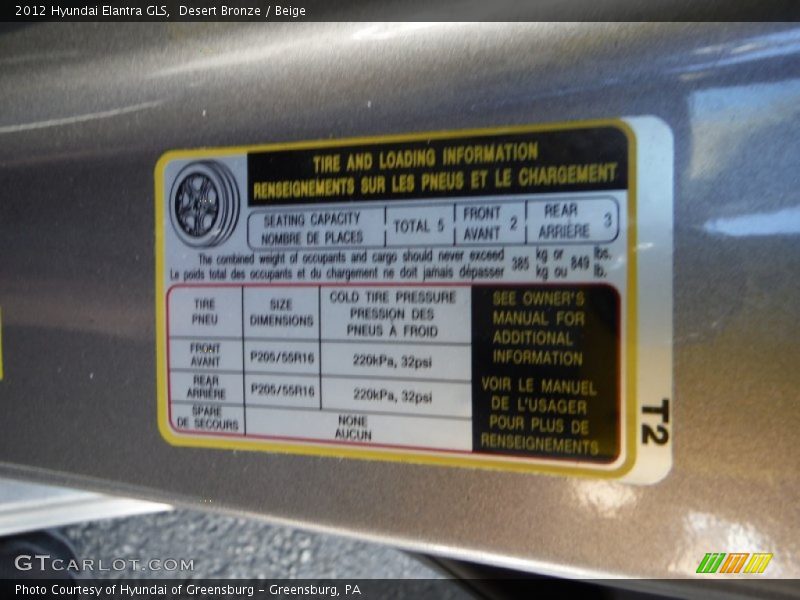 2012 Hyundai Elantra GLS, Desert Bronze / Beige
TIRE AND LOADING INFORMATION
RENSEIGNEMENTS SUR LES PNEUS ET LE CHARGEMENT
SEATING CAPACITY
NOMBRE DE PLACES
TOTAL 5
FRONT
AVANT 2
REAR
ARRIÈRE 3
The combined weight of occupants and cargo should never exceed 385 kg or 849 lbs.
Le poids total des occupants et du chargement ne doit jamais dépasser kg ou lb.
TIRE
PNEU
SIZE
DIMENSIONS
COLD TIRE PRESSURE
PRESSION DES
PNEUS À FROID
FRONT
AVANT
P205/55R16
220kPa, 32psi
REAR
ARRIÈRE
P205/55R16
220kPa, 32psi
SPARE
DE SECOURS
NONE
AUCUN
SEE OWNER'S
MANUAL FOR
ADDITIONAL
INFORMATION
VOIR LE MANUEL
DE L'USAGER
POUR PLUS DE
RENSEIGNEMENTS
T2
GTCARLOT.COM
Photo Courtesy of Hyundai of Greensburg - Greensburg, PA